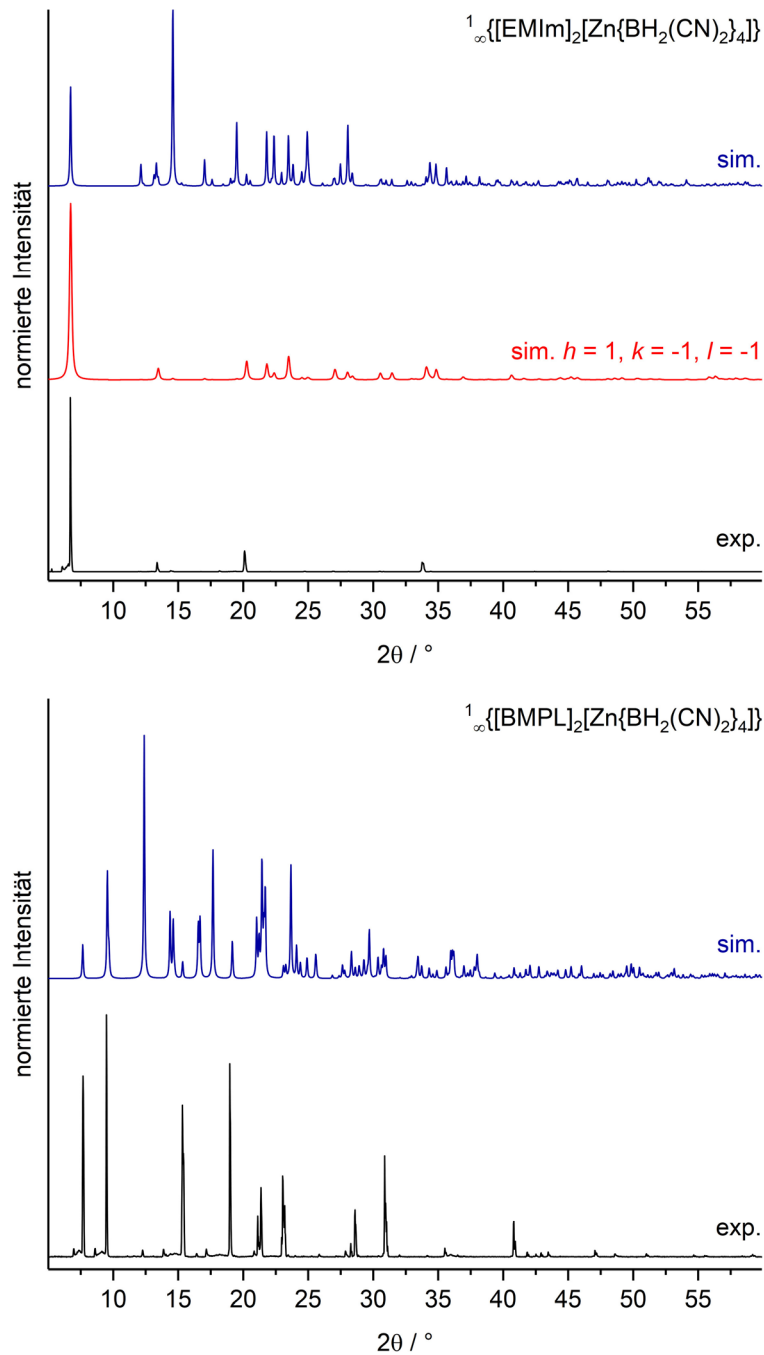 ¹∞{[EMIm]₂[Zn{BH₂(CN)₂}₄]}
sim.
normierte Intensität
sim. h = 1, k = -1, l = -1
exp.
10 15 20 25 30 35 40 45 50 55
2θ / °
¹∞{[BMPL]₂[Zn{BH₂(CN)₂}₄]}
sim.
normierte Intensität
exp.
10 15 20 25 30 35 40 45 50 55
2θ / °